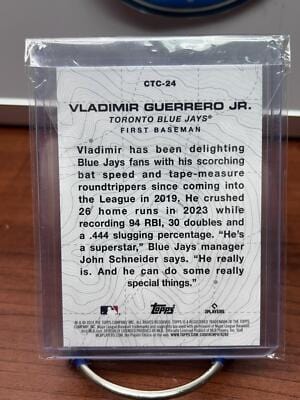 CTC-24
VLADIMIR GUERRERO JR.
TORONTO BLUE JAYS®
FIRST BASEMAN
Vladimir has been delighting
Blue Jays fans with his scorching
bat speed and tape-measure
roundtrippers since coming into
the League in 2019. He crushed
26 home runs in 2023 while
recording 94 RBI, 30 doubles and
a .444 slugging percentage. “He’s
a superstar,” Blue Jays manager
John Schneider says. “He really
is. And he can do some really
special things.”
Topps
PLAYERS